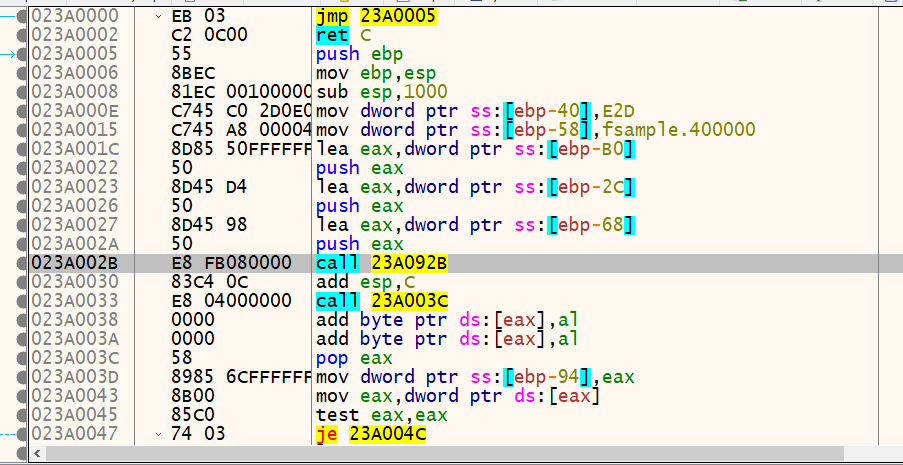 023A0000 EB 03 jmp 23A0005
023A0002 C2 0C00 ret C
023A0005 55 push ebp
023A0006 8BEC mov ebp,esp
023A0008 81EC 00100000 sub esp,1000
023A000E C745 C0 2D0E0 mov dword ptr ss:[ebp-40],E2D
023A0015 C745 A8 00004 mov dword ptr ss:[ebp-58],fsample.400000
023A001C 8D85 50FFFFFF lea eax,dword ptr ss:[ebp-B0]
023A0022 50 push eax
023A0023 8D45 D4 lea eax,dword ptr ss:[ebp-2C]
023A0026 50 push eax
023A0027 8D45 98 lea eax,dword ptr ss:[ebp-68]
023A002A 50 push eax
023A002B E8 FB080000 call 23A092B
023A0030 83C4 0C add esp,C
023A0033 E8 04000000 call 23A003C
023A0038 0000 add byte ptr ds:[eax],al
023A003A 0000 add byte ptr ds:[eax],al
023A003C 58 pop eax
023A003D 8985 6CFFFFFF mov dword ptr ss:[ebp-94],eax
023A0043 8B00 mov eax,dword ptr ds:[eax]
023A0045 85C0 test eax,eax
023A0047 74 03 je 23A004C